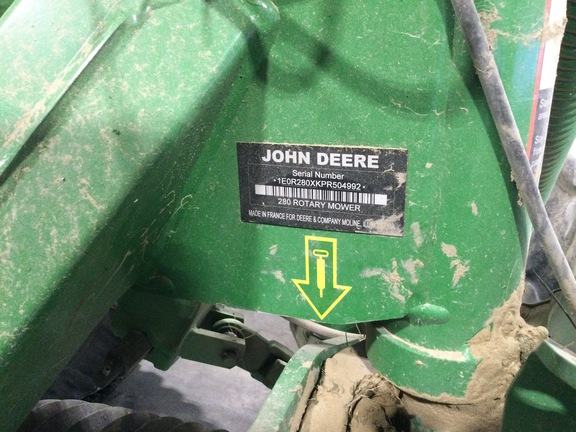 JOHN DEERE
Serial Number
•1E0R280XKPR504992•
280 ROTARY MOWER
MADE IN FRANCE FOR DEERE & COMPANY MOLINE,